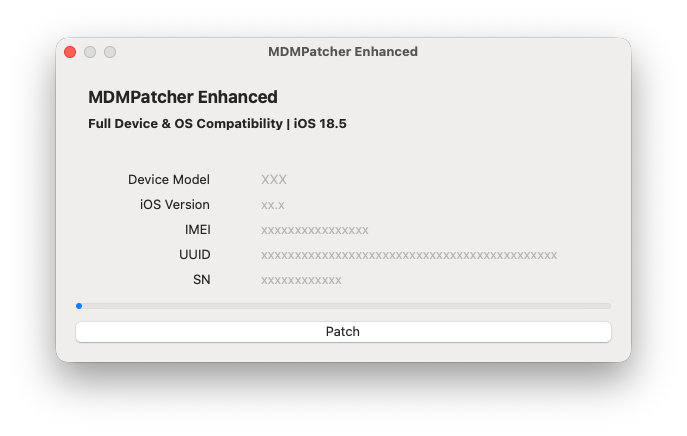 MDMPatcher Enhanced
MDMPatcher Enhanced
Full Device & OS Compatibility | iOS 18.5
Device Model XXX
iOS Version xx.x
IMEI xxxxxxxxxxxxxxxx
UUID xxxxxxxxxxxxxxxxxxxxxxxxxxxxxxxxxxxxxxxxxxxx
SN xxxxxxxxxxxx
Patch